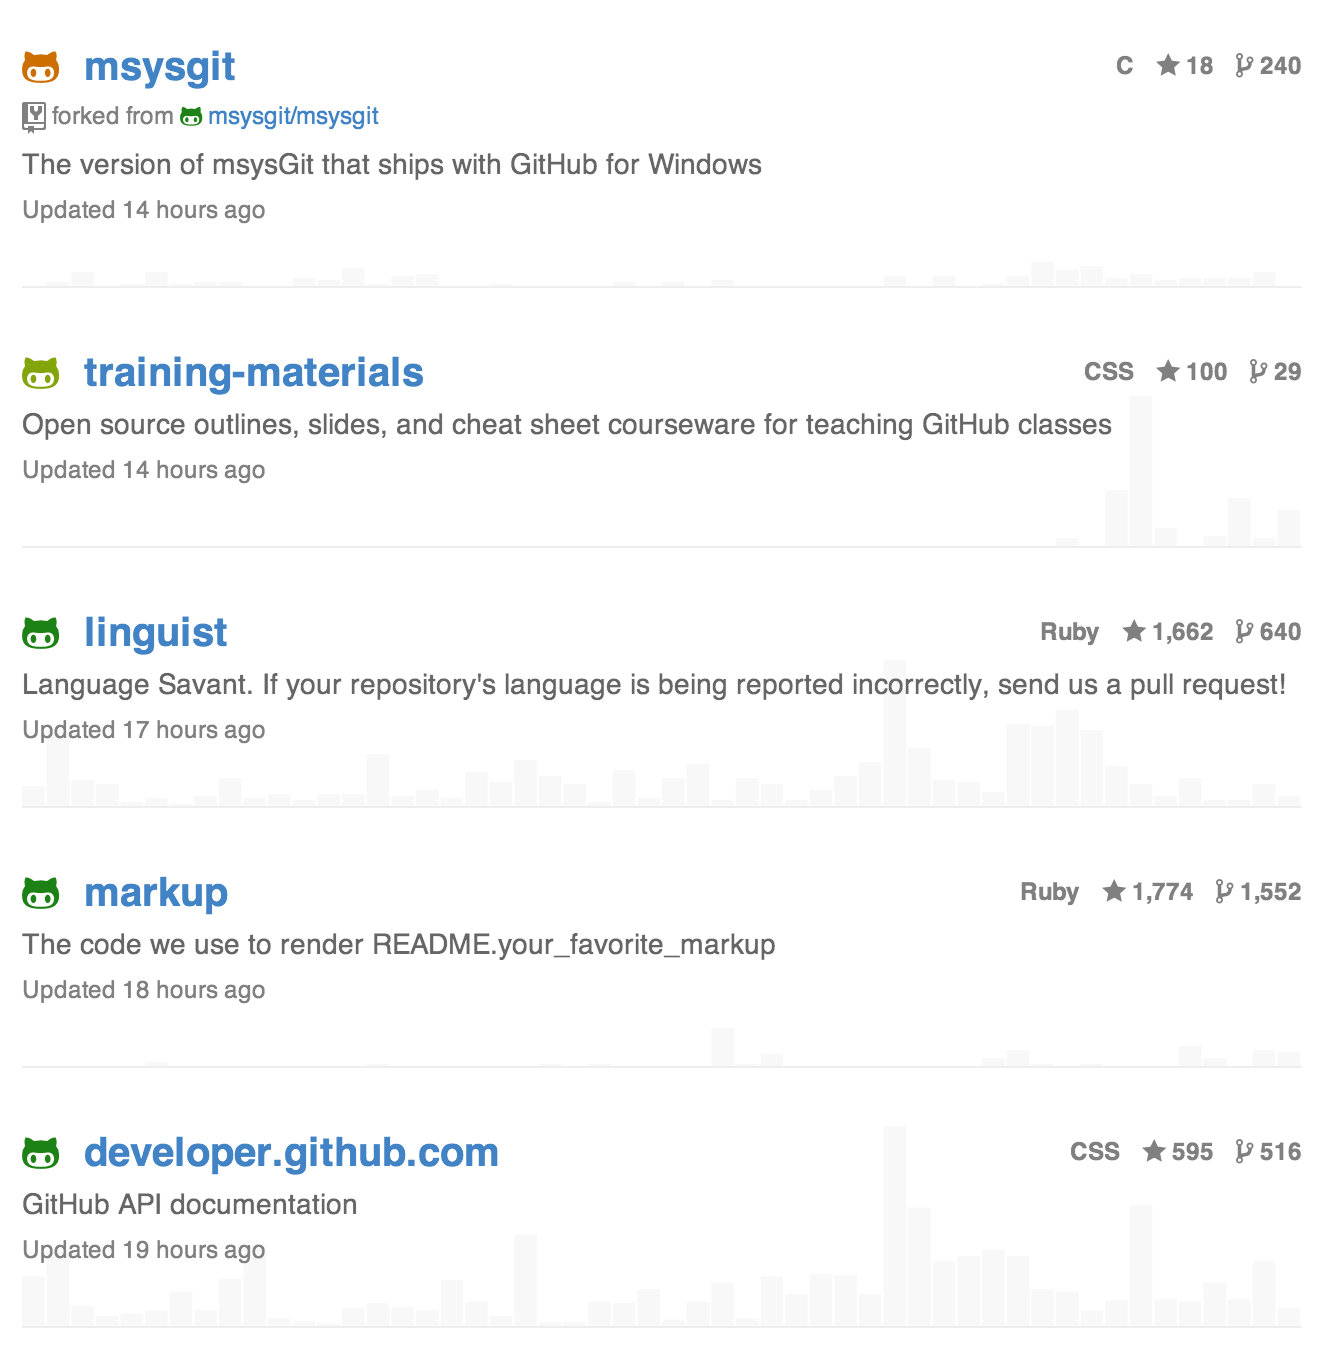 msysgit C 18 240
forked from msysgit/msysgit
The version of msysGit that ships with GitHub for Windows
Updated 14 hours ago
training-materials CSS 100 29
Open source outlines, slides, and cheat sheet courseware for teaching GitHub classes
Updated 14 hours ago
linguist Ruby 1,662 640
Language Savant. If your repository's language is being reported incorrectly, send us a pull request!
Updated 17 hours ago
markup Ruby 1,774 1,552
The code we use to render README.your_favorite_markup
Updated 18 hours ago
developer.github.com CSS 595 516
GitHub API documentation
Updated 19 hours ago